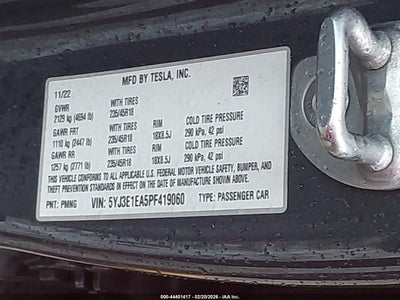 MFD BY TESLA, INC.
11/22
GVWR
2129 kg (4694 lb) WITH TIRES 235/45R18
GAWR FRT WITH TIRES RIM COLD TIRE PRESSURE
1110 kg (2447 lb) 235/45R18 18X8.5J 290 kPa, 42 psi
GAWR RR WITH TIRES RIM COLD TIRE PRESSURE
1257 kg (2771 lb) 235/45R18 18X8.5J 290 kPa, 42 psi
THIS VEHICLE CONFORMS TO ALL APPLICABLE U.S. FEDERAL MOTOR VEHICLE SAFETY, BUMPER, AND
THEFT PREVENTION STANDARDS IN EFFECT ON THE DATE OF MANUFACTURE SHOWN ABOVE.
PT: PMNG VIN: 5YJ3E1EA5PF419060 TYPE: PASSENGER CAR
000-44401417 - 02/20/2026 - IAAI.COM